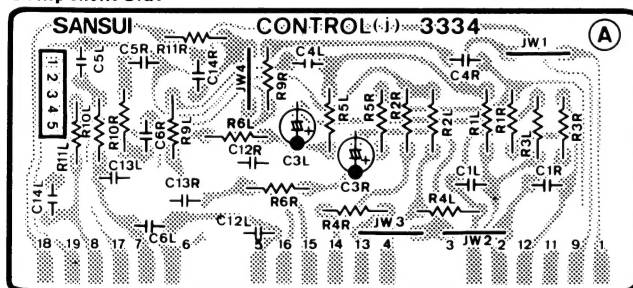 SANSUI CONTROL (j) 3334
A
C5L
C5R
R11R
C14R
JW4
R9R
C4L
C4R
JW1
1 2 3 4 5
R11L
R10L
R10R
C6R
R9L
R6L
C3L
R5L
R5R
R2R
R2L
R1L
R1R
R3L
R3R
C13L
C12R
C3R
C1L
C1R
C14L
C13R
R6R
R4R
R4L
C6L
C12L
JW3
JW2
18 19 8 17 7 6 5 16 15 14 13 4 3 2 12 11 9 1